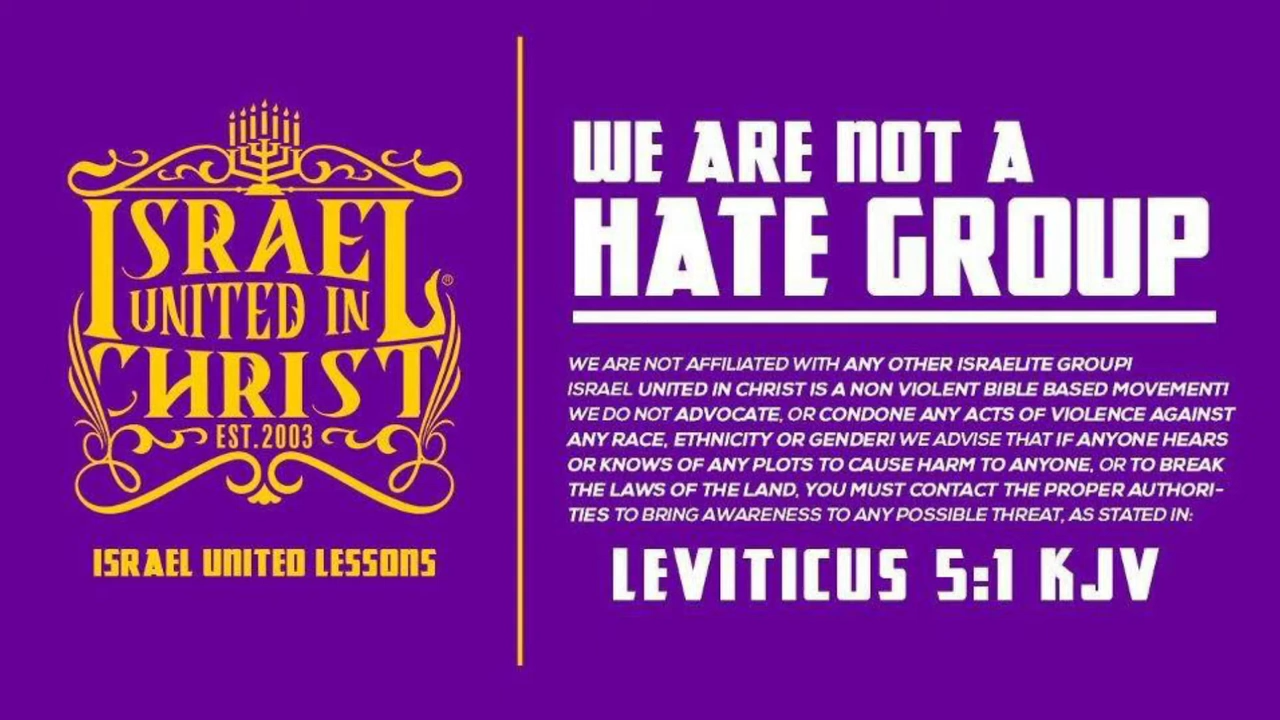 ISRAEL
UNITED IN
CHRIST
®
EST. 2003
ISRAEL UNITED LESSONS
WE ARE NOT A
HATE GROUP
WE ARE NOT AFFILIATED WITH ANY OTHER ISRAELITE GROUP!
ISRAEL UNITED IN CHRIST IS A NON VIOLENT BIBLE BASED MOVEMENT!
WE DO NOT ADVOCATE, OR CONDONE ANY ACTS OF VIOLENCE AGAINST
ANY RACE, ETHNICITY OR GENDER! WE ADVISE THAT IF ANYONE HEARS
OR KNOWS OF ANY PLOTS TO CAUSE HARM TO ANYONE, OR TO BREAK
THE LAWS OF THE LAND, YOU MUST CONTACT THE PROPER AUTHORI-
TIES TO BRING AWARENESS TO ANY POSSIBLE THREAT, AS STATED IN:
LEVITICUS 5:1 KJV